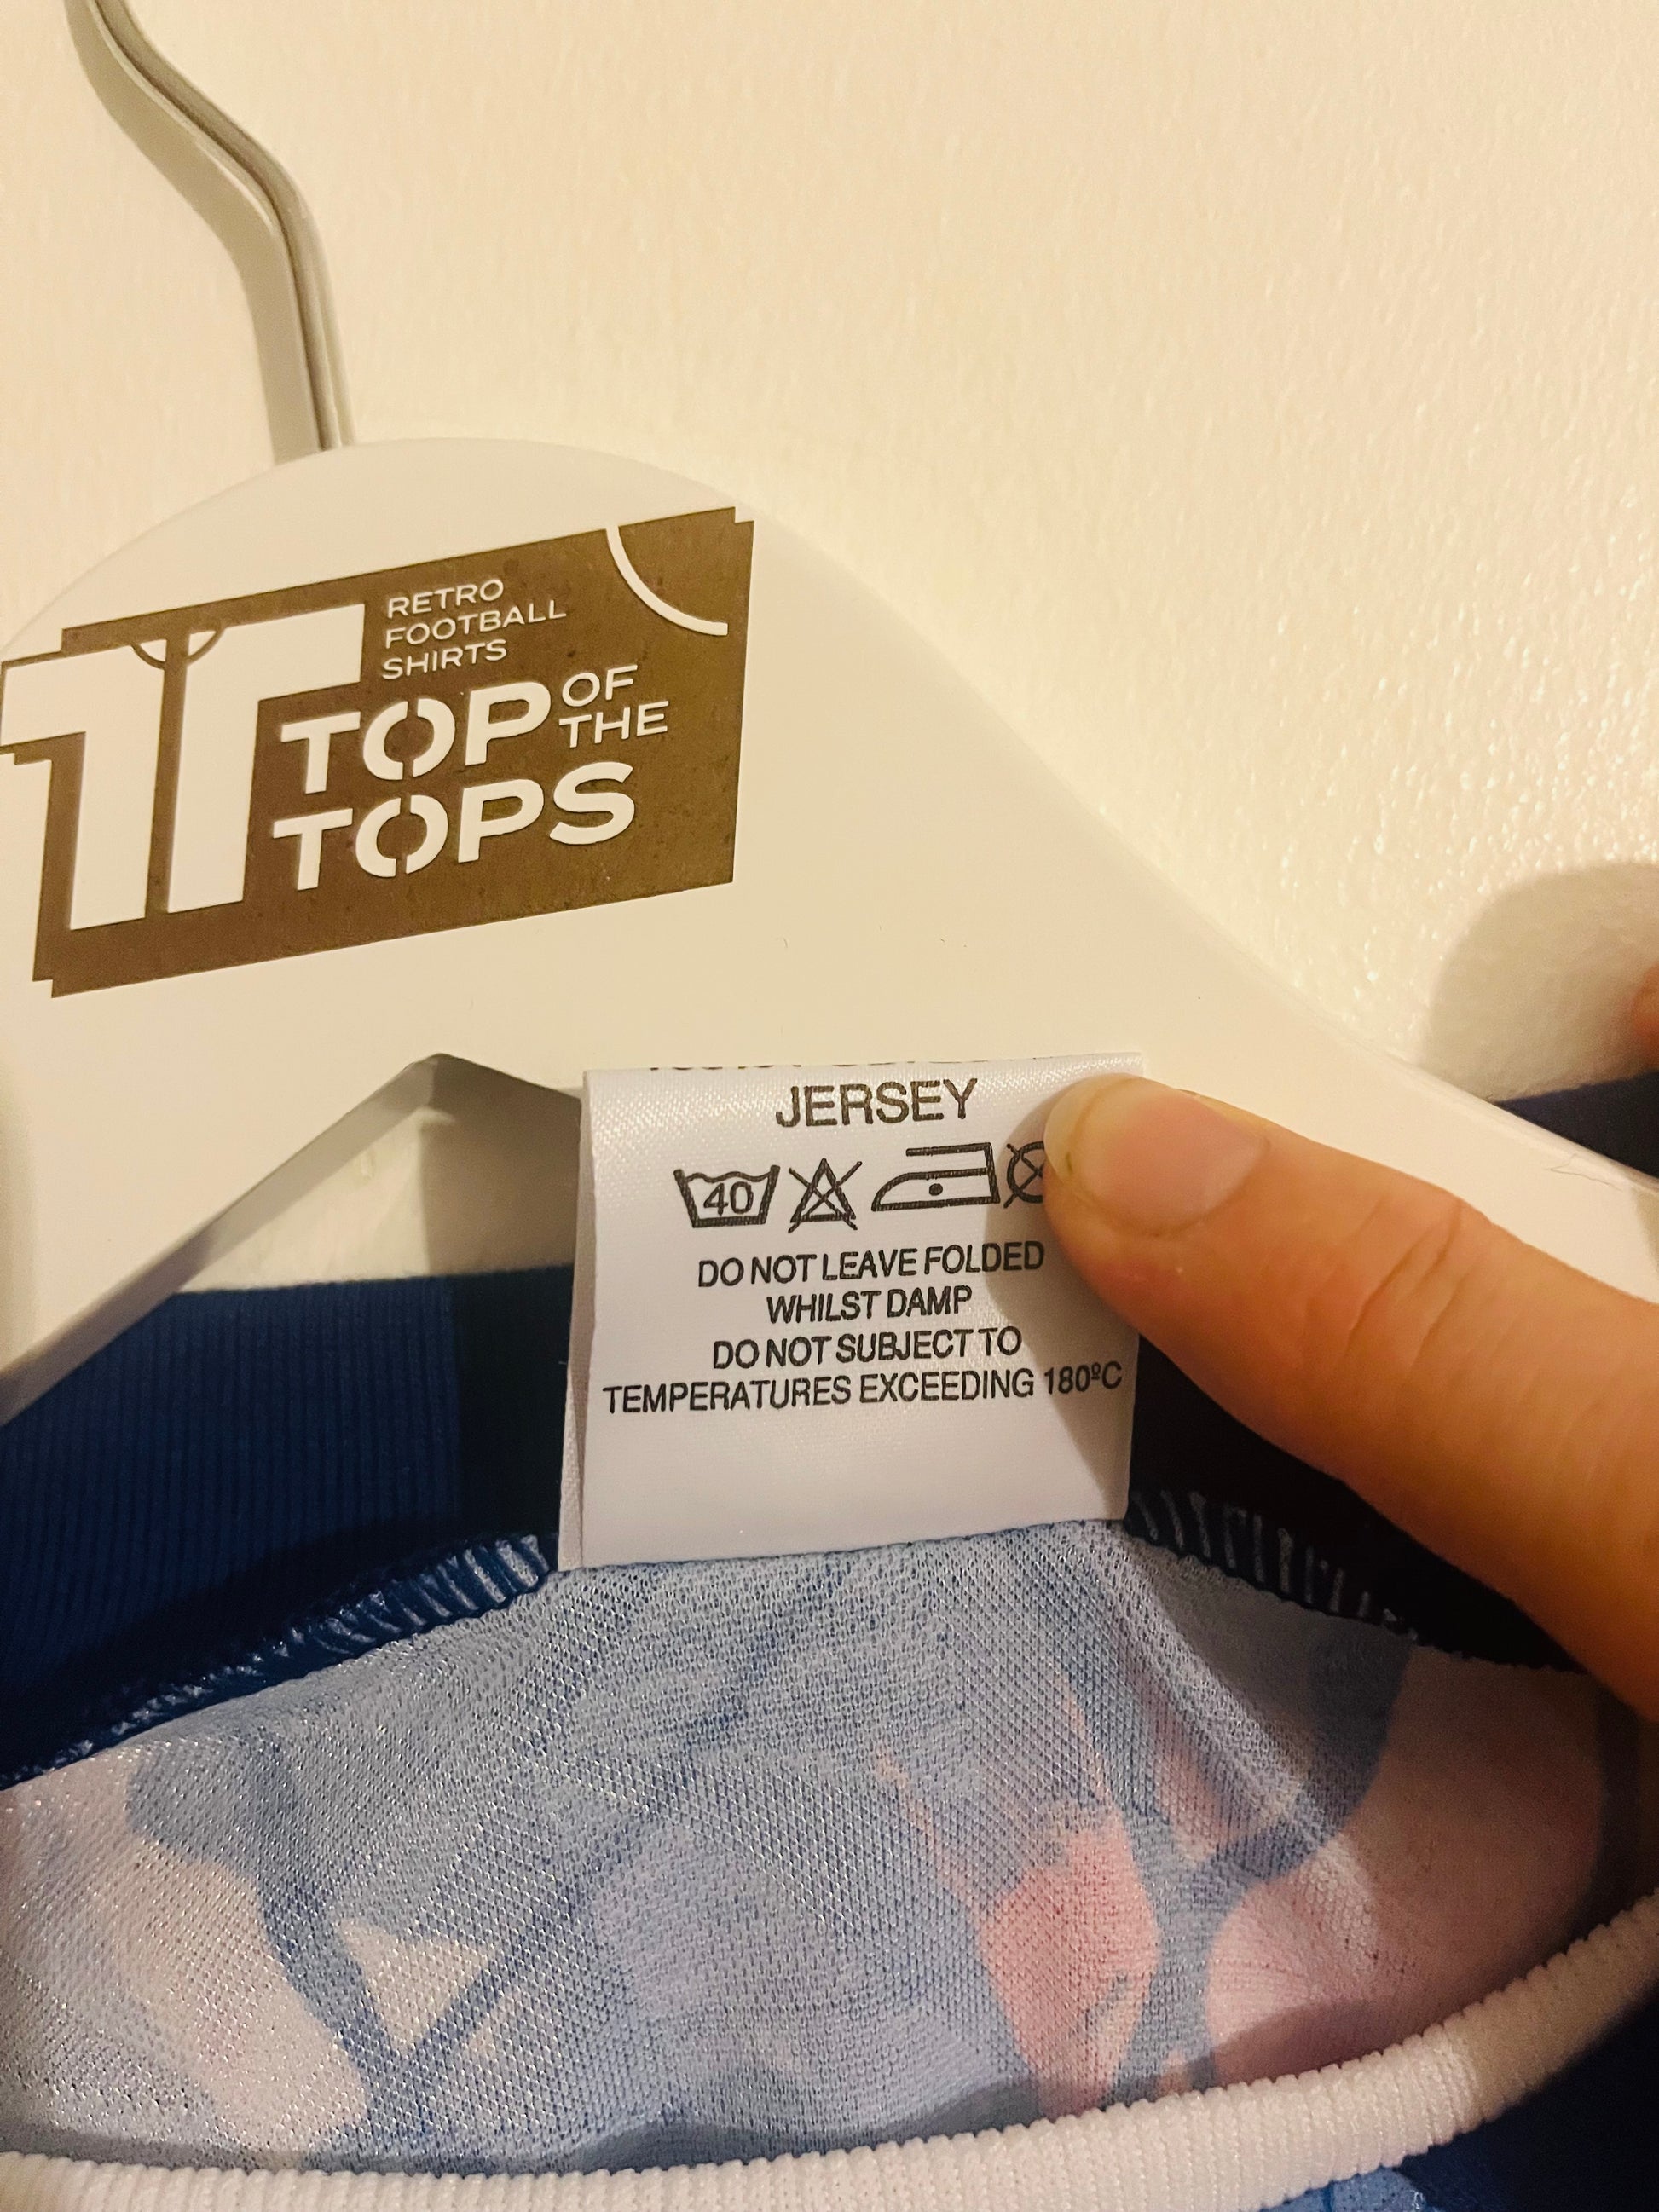 RETRO
FOOTBALL
SHIRTS
TOP OF THE
TOPS
JERSEY
40
DO NOT LEAVE FOLDED
WHILST DAMP
DO NOT SUBJECT TO
TEMPERATURES EXCEEDING 180ºC